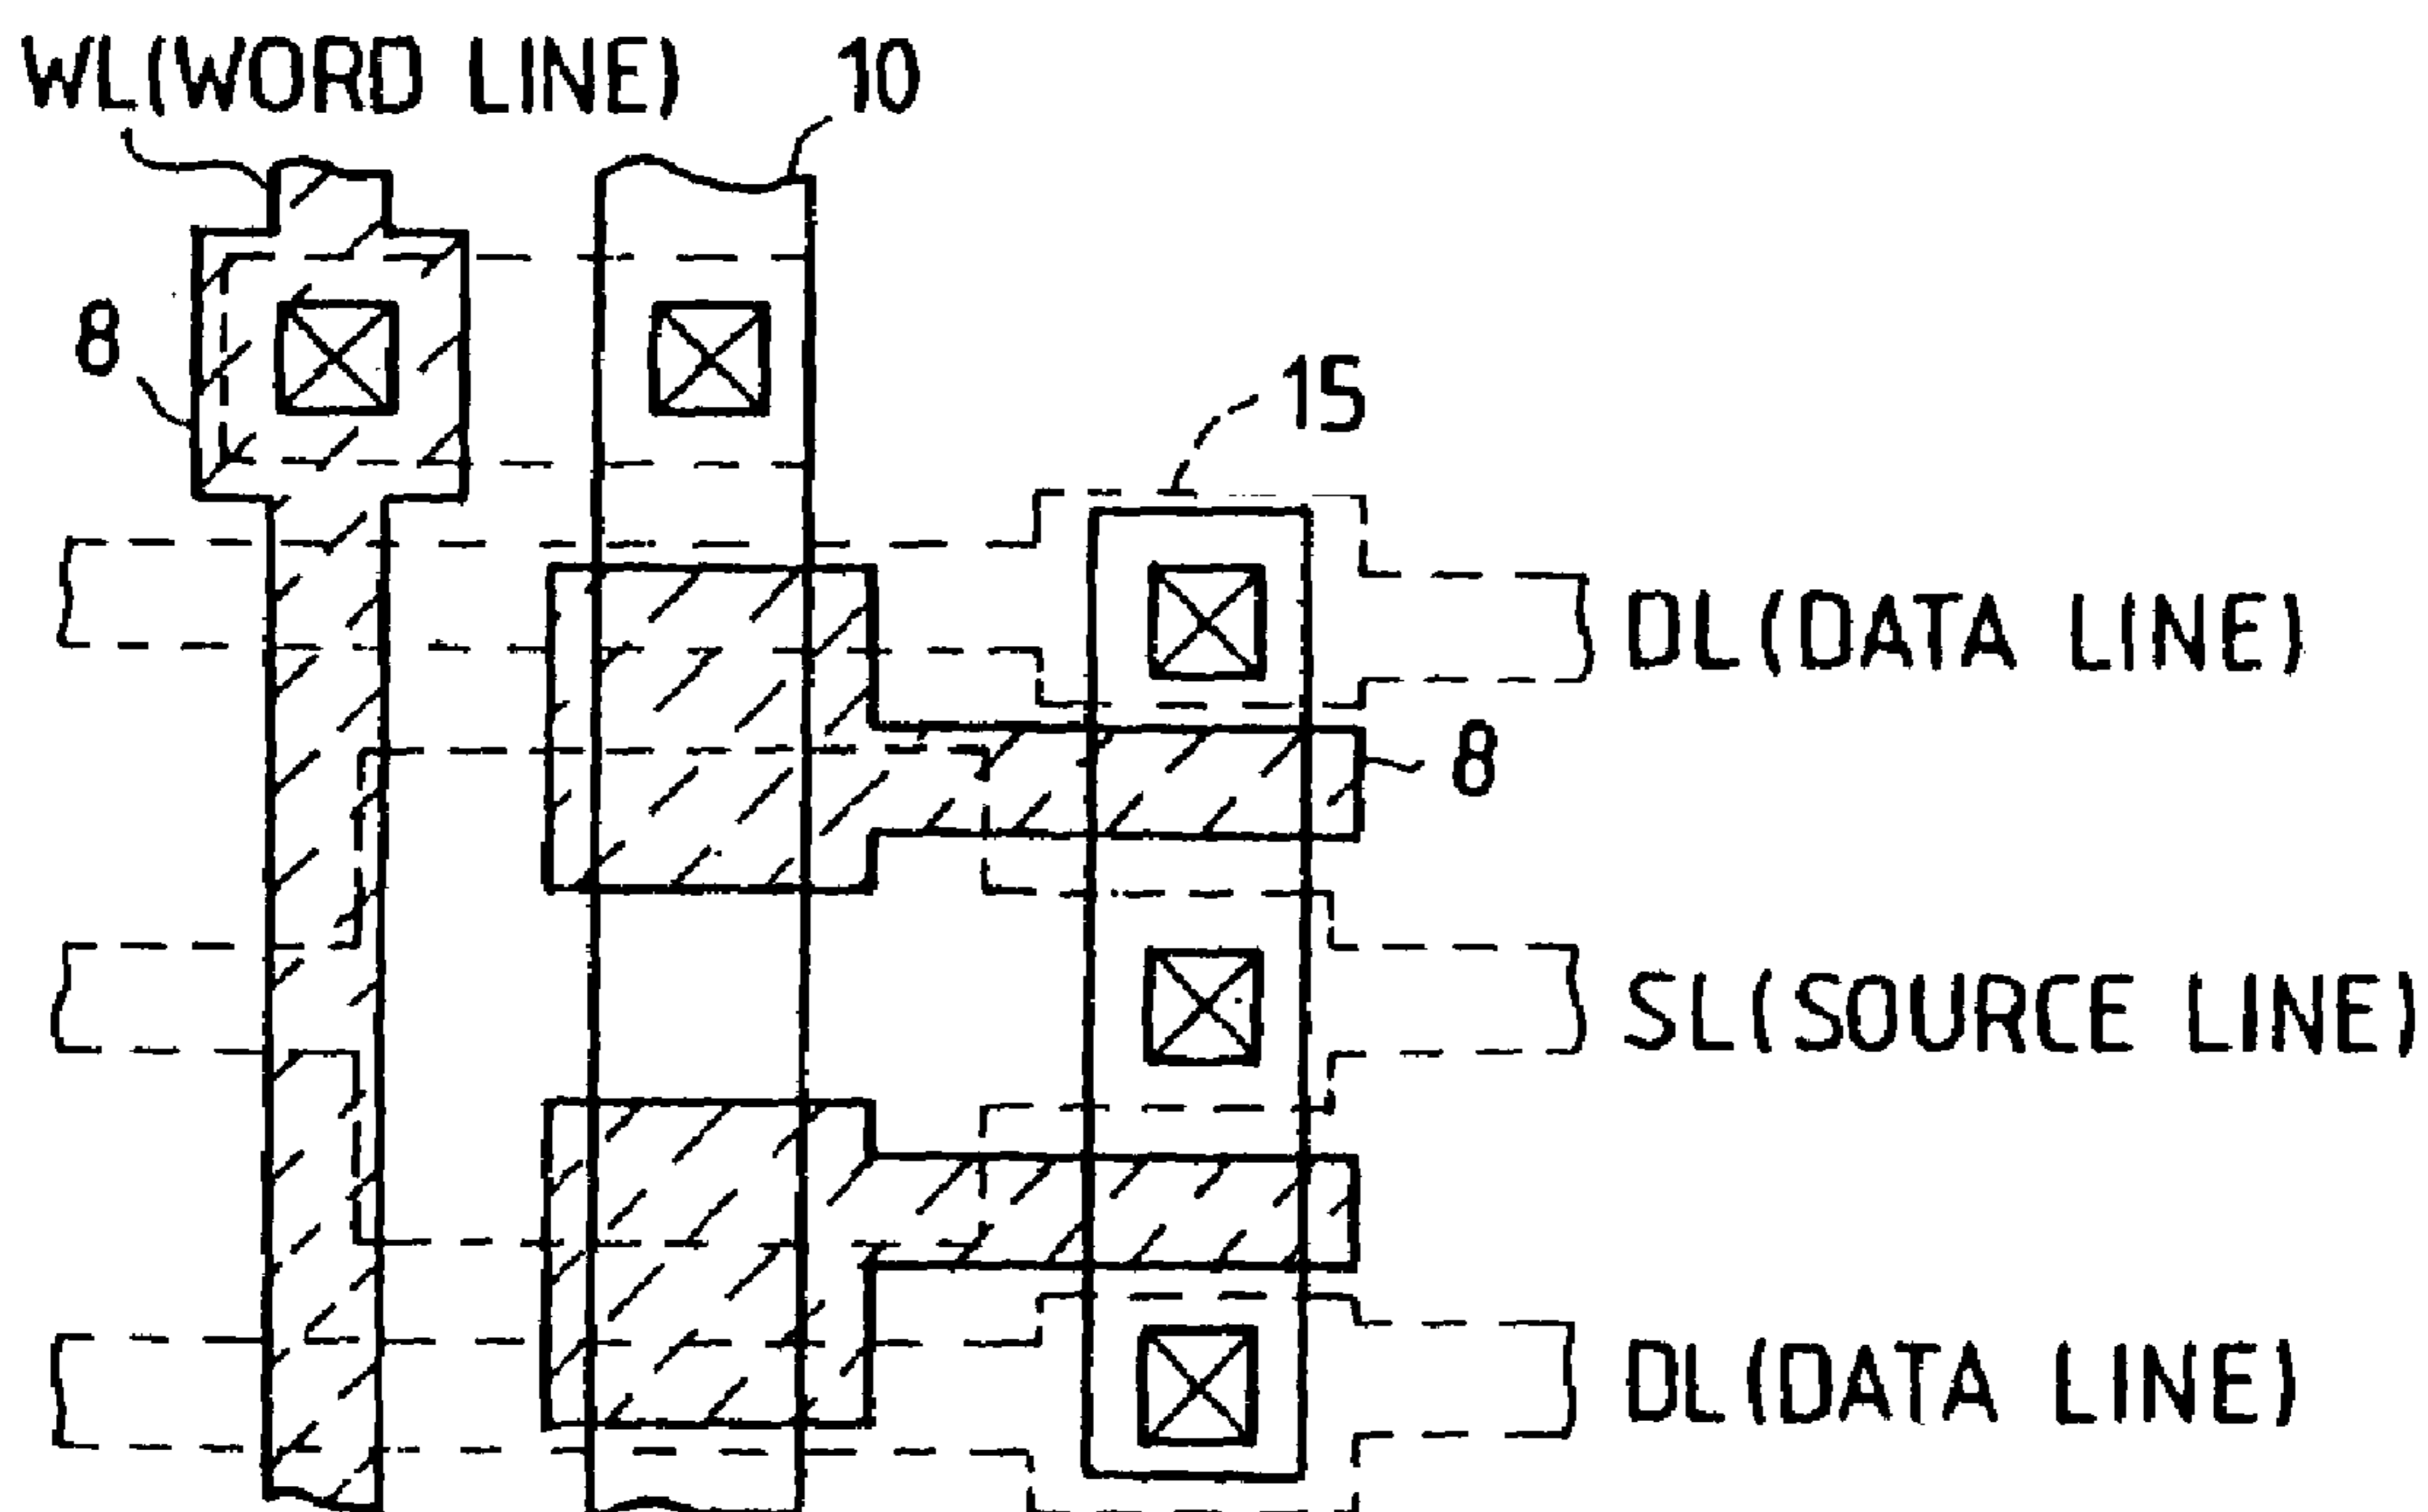 WL(WORD LINE) 10
8
15
DL(DATA LINE)
8
SL(SOURCE LINE)
DL(DATA LINE)